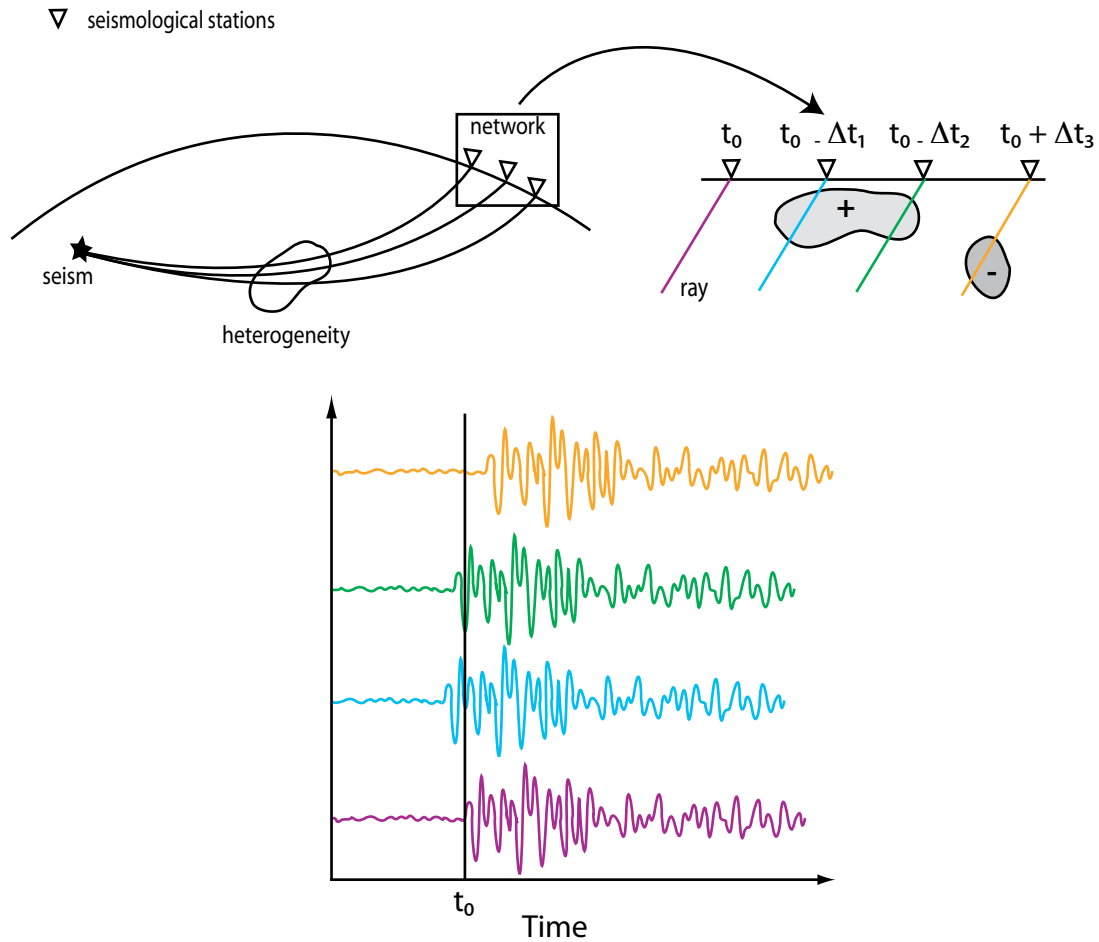 seismological stations
network
seism
heterogeneity
t₀ t₀ - Δt₁ t₀ - Δt₂ t₀ + Δt₃
+
-
ray
t₀
Time